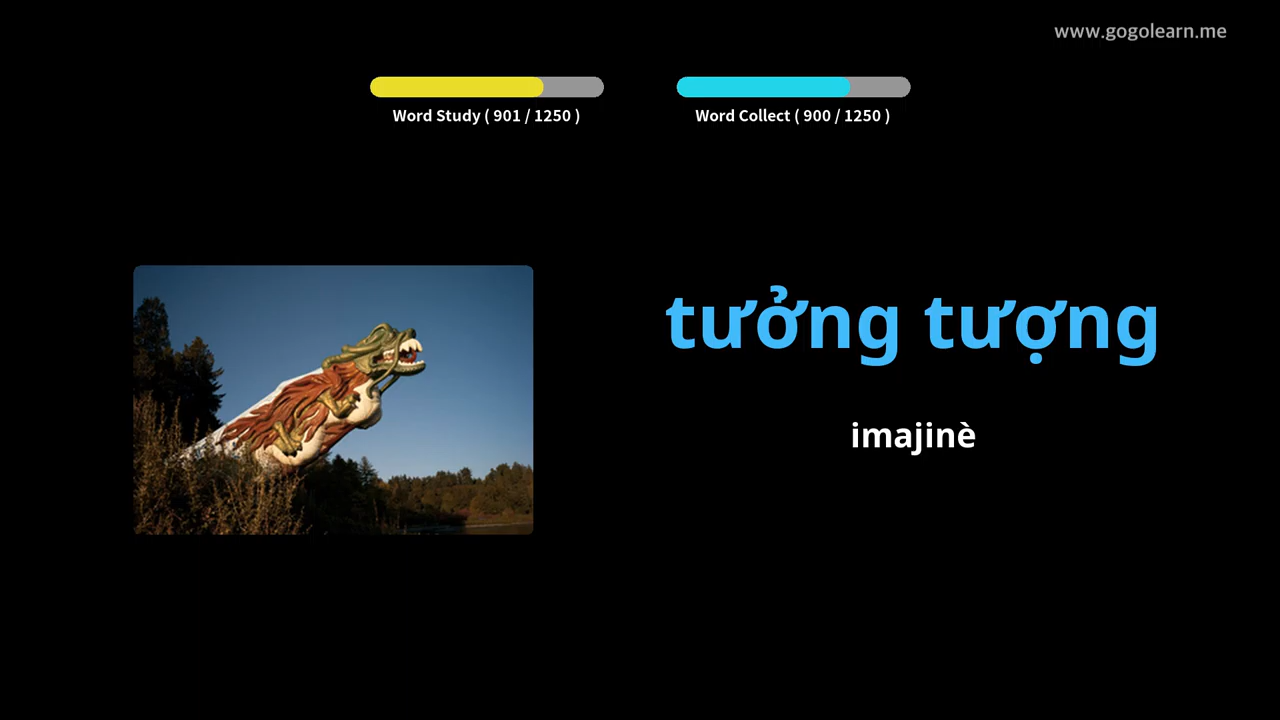 www.gogolearn.me
Word Study ( 901 / 1250 )
Word Collect ( 900 / 1250 )
tưởng tượng
imajinè